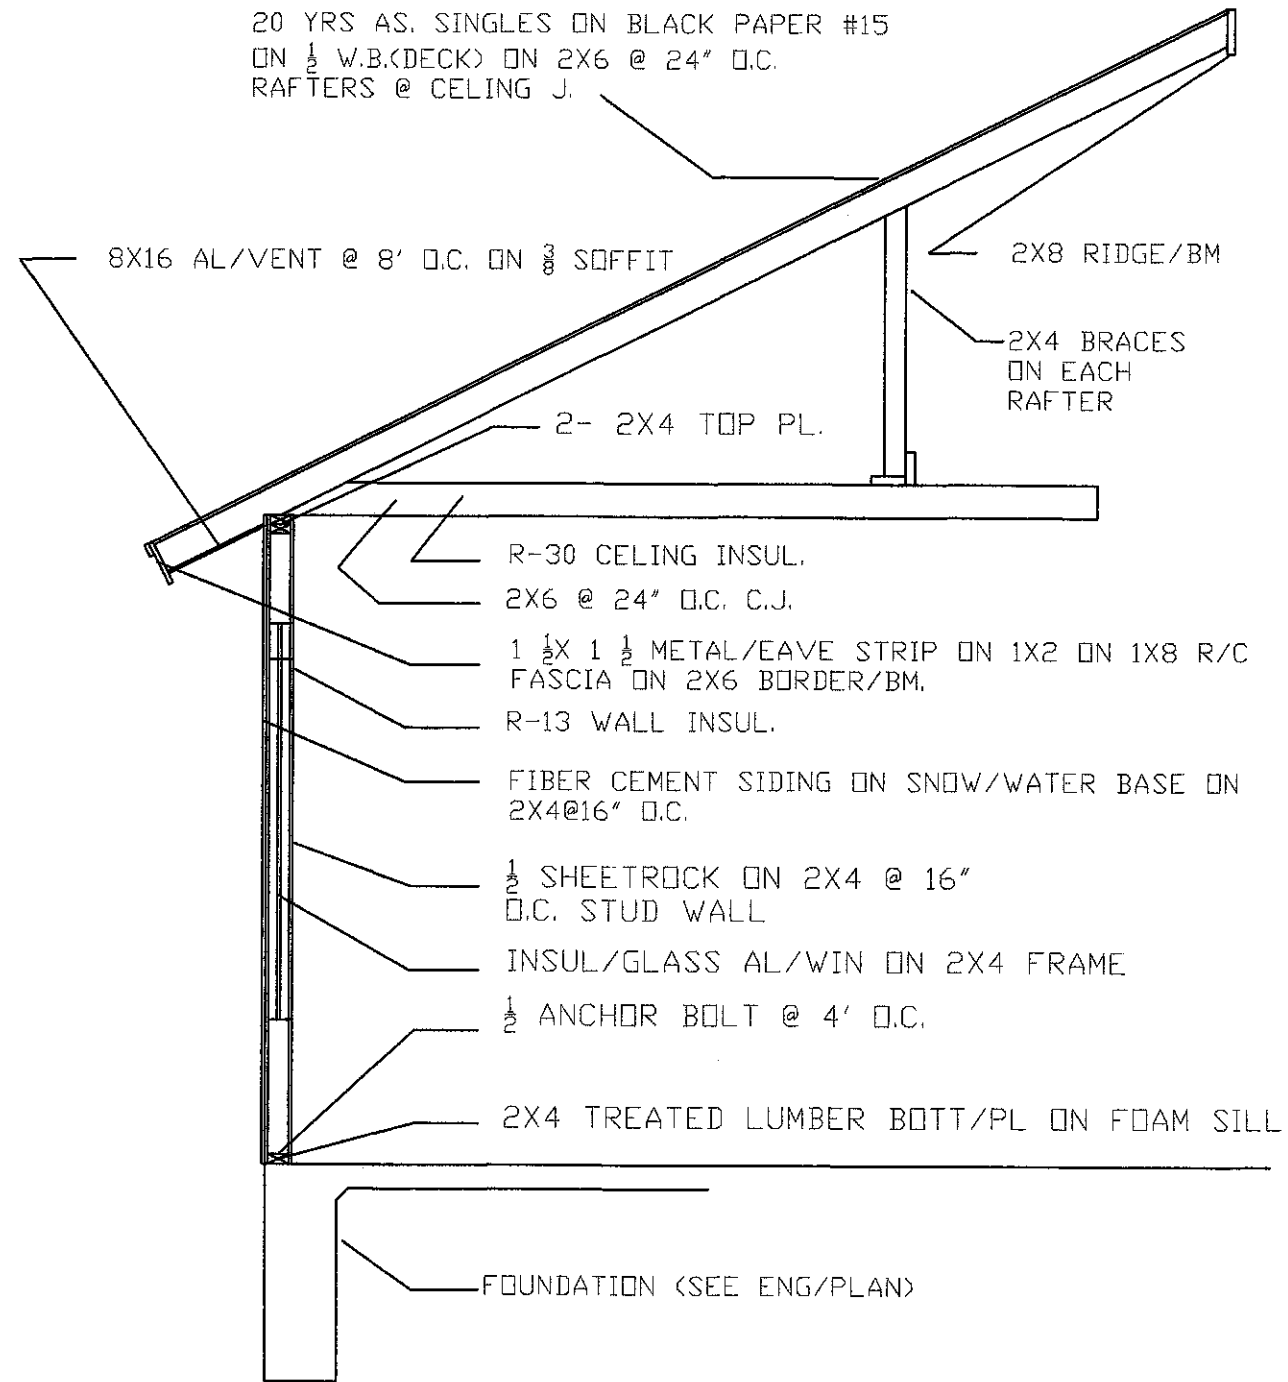 20 YRS AS. SINGLES ON BLACK PAPER #15
ON ½ W.B.(DECK) ON 2X6 @ 24" O.C.
RAFTERS @ CELING J.
8X16 AL/VENT @ 8' O.C. ON ⅜ SOFFIT
2X8 RIDGE/BM
2X4 BRACES
ON EACH
RAFTER
2- 2X4 TOP PL.
R-30 CELING INSUL.
2X6 @ 24" O.C. C.J.
1 ½X 1 ½ METAL/EAVE STRIP ON 1X2 ON 1X8 R/C
FASCIA ON 2X6 BORDER/BM.
R-13 WALL INSUL.
FIBER CEMENT SIDING ON SNOW/WATER BASE ON
2X4@16" O.C.
½ SHEETROCK ON 2X4 @ 16"
O.C. STUD WALL
INSUL/GLASS AL/WIN ON 2X4 FRAME
½ ANCHOR BOLT @ 4' O.C.
2X4 TREATED LUMBER BOTT/PL ON FOAM SILL
FOUNDATION (SEE ENG/PLAN)